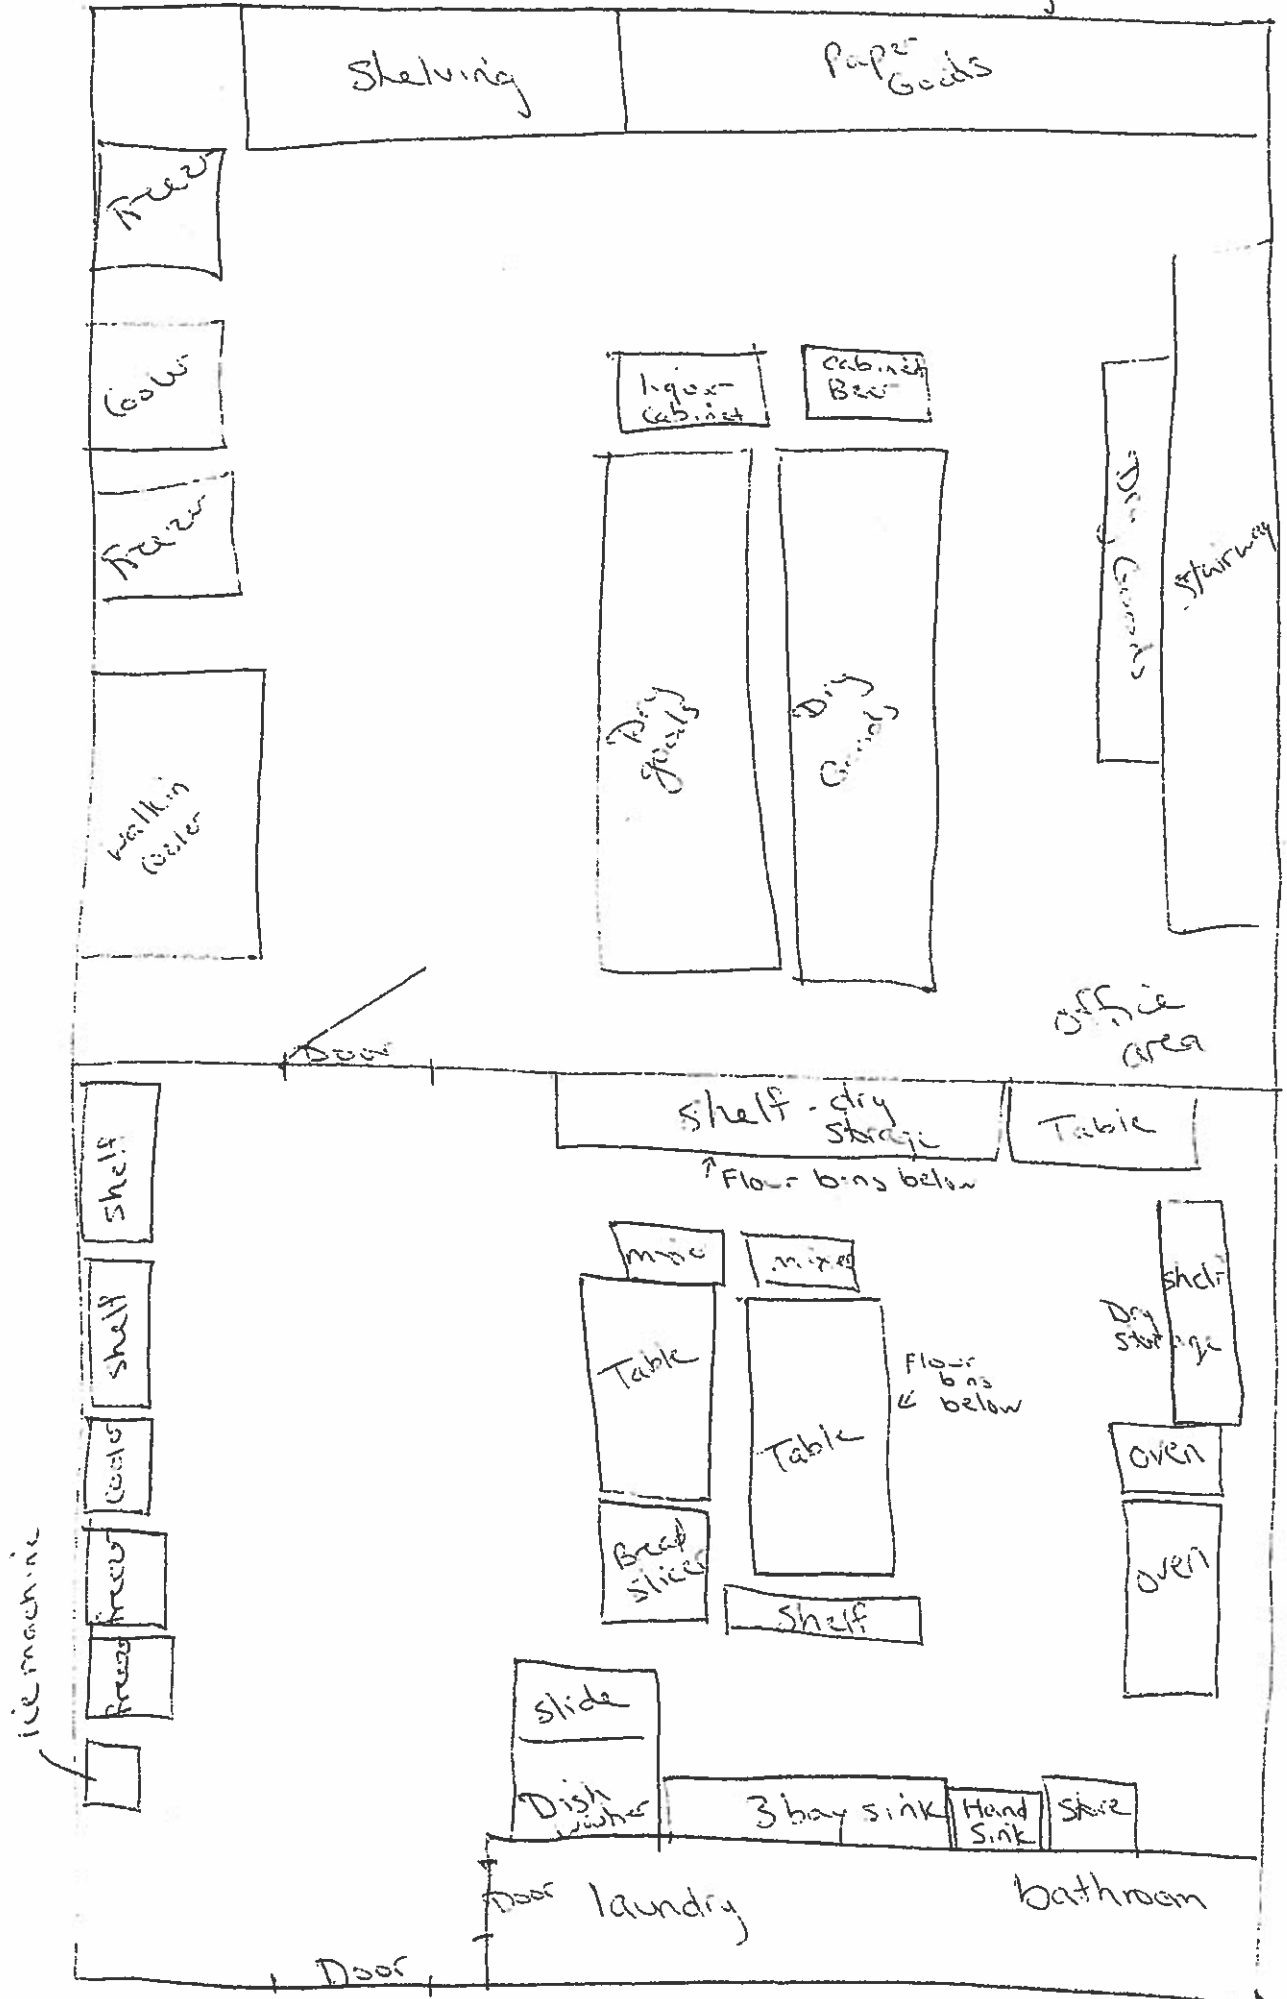 Shelving
Paper
Goods
Freezer
Cooler
liquor
cabinet
cabinet
Beer
Freezer
Dry Goods
Stairway
Dry
goods
Dry
Goods
walk in
cooler
office
area
Door
Shelf - dry
storage
Table
Flour bins below
Shelf
mixer
mixer
Shelf
Shelf
Dry
storage
Table
Flour
bins
below
Table
Cooler
oven
Bread
slicer
oven
freezer
Shelf
freezer
ice machine
Slide
Dish
washer
3 bay sink
Hand
Sink
Door
laundry
bathroom
Door